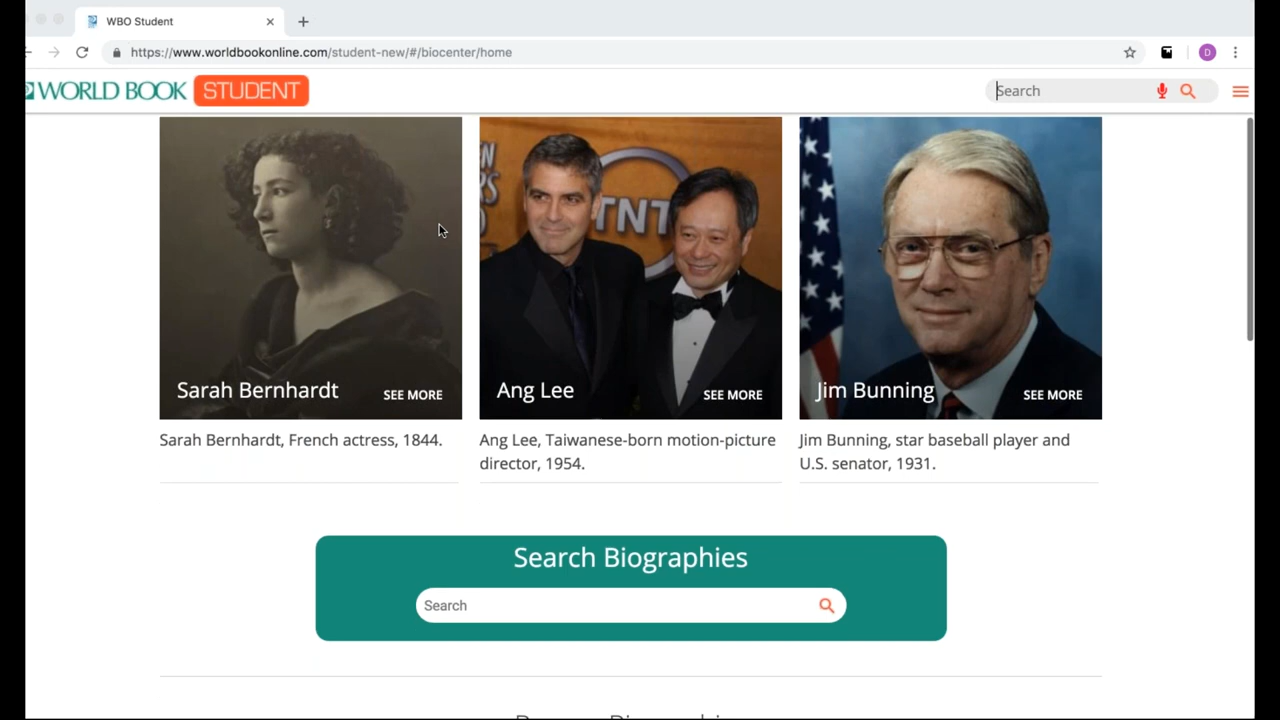 WBO Student
https://www.worldbookonline.com/student-new/#/biocenter/home
D
WORLD BOOK STUDENT
Search
TNT
Sarah Bernhardt SEE MORE
Ang Lee SEE MORE
Jim Bunning SEE MORE
Sarah Bernhardt, French actress, 1844.
Ang Lee, Taiwanese-born motion-picture
director, 1954.
Jim Bunning, star baseball player and
U.S. senator, 1931.
Search Biographies
Search